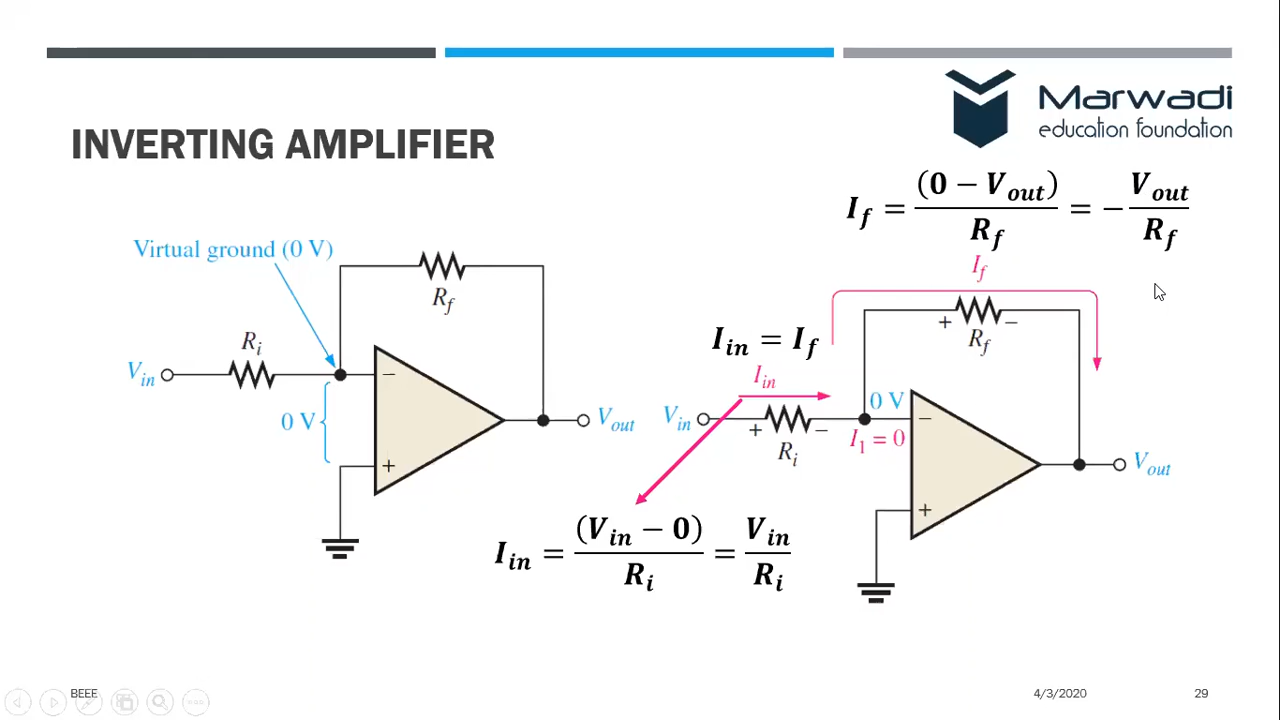 Marwadi
education foundation
INVERTING AMPLIFIER
I_f = (0 − V_out) / R_f = − V_out / R_f
Virtual ground (0 V)
R_f
R_i
V_in
−
0 V
+
V_out
I_f
+ −
R_f
I_in = I_f
I_in
V_in
+ −
R_i
0 V
−
I_1 = 0
+
V_out
I_in = (V_in − 0) / R_i = V_in / R_i
BEEE
4/3/2020
29